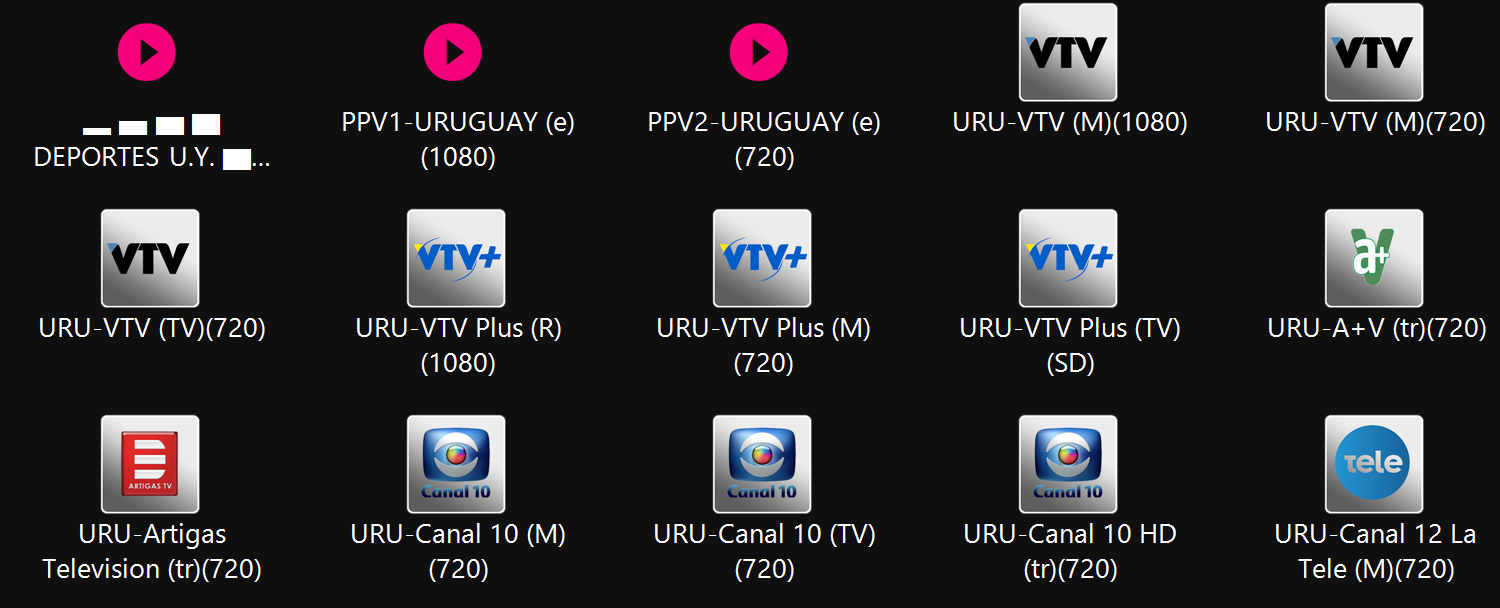 VTV
VTV
▂ ▃ ▅ ▆
DEPORTES U.Y. ▆...
PPV1-URUGUAY (e)
(1080)
PPV2-URUGUAY (e)
(720)
URU-VTV (M)(1080)
URU-VTV (M)(720)
VTV
VTV+
VTV+
VTV+
a+ V
URU-VTV (TV)(720)
URU-VTV Plus (R)
(1080)
URU-VTV Plus (M)
(720)
URU-VTV Plus (TV)
(SD)
URU-A+V (tr)(720)
ARTIGAS TV
Canal 10
Canal 10
Canal 10
TELE
URU-Artigas
Television (tr)(720)
URU-Canal 10 (M)
(720)
URU-Canal 10 (TV)
(720)
URU-Canal 10 HD
(tr)(720)
URU-Canal 12 La
Tele (M)(720)